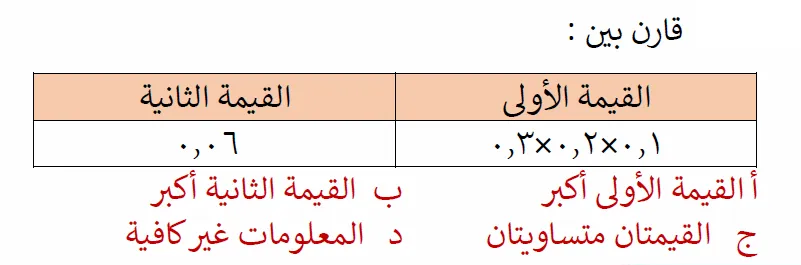 قارن بين :
القيمة الأولى القيمة الثانية
٠,١×٠,٢×٠,٣ ٠,٠٦
أ القيمة الأولى أكبر ب القيمة الثانية أكبر
ج القيمتان متساويتان د المعلومات غير كافية